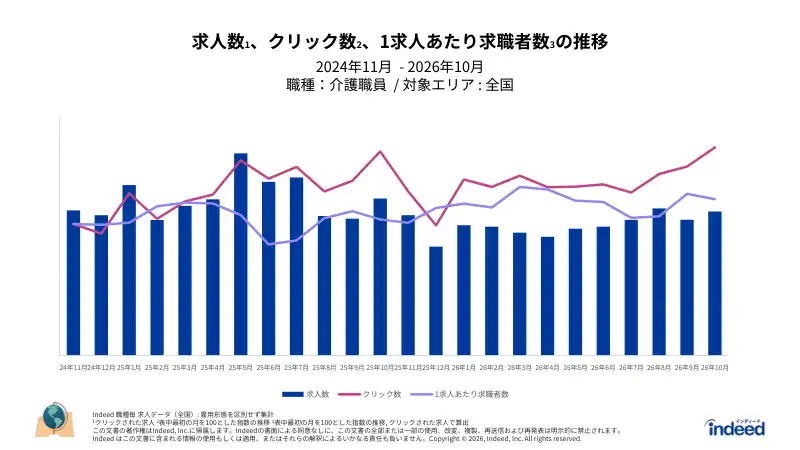 求人数1、クリック数2、1求人あたり求職者数3の推移
2024年11月 - 2026年10月
職種：介護職員 / 対象エリア : 全国
24年11月 24年12月 25年1月 25年2月 25年3月 25年4月 25年5月 25年6月 25年7月 25年8月 25年9月 25年10月 25年11月 25年12月 26年1月 26年2月 26年3月 26年4月 26年5月 26年6月 26年7月 26年8月 26年9月 26年10月
求人数 クリック数 1求人あたり求職者数
Indeed 職種毎 求人データ（全国）: 雇用形態を区別せず集計
¹クリックされた求人 ²表中最初の月を100とした指数の推移 ³表中最初の月を100とした指数の推移, クリックされた求人で算出
この文書の著作権はIndeed, Inc.に帰属します。Indeedの書面による同意なしに、この文書の全部または一部の使用、改変、複製、再送信および再発表は明示的に禁止されます。
Indeed はこの文書に含まれる情報の使用もしくは適用、またはそれらの解釈によるいかなる責任も負いません。Copyright © 2026, Indeed, Inc. All rights reserved.
インディード
indeed